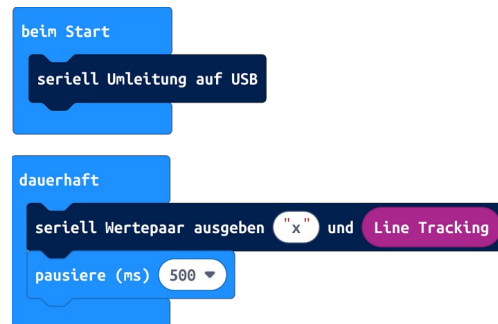 beim Start
seriell Umleitung auf USB
dauerhaft
seriell Wertepaar ausgeben "x" und Line Tracking
pausiere (ms) 500